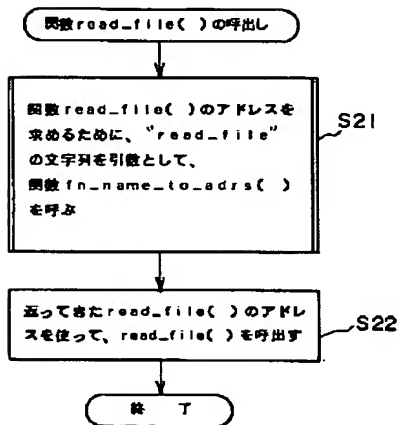 関数read_file( )の呼出し
関数read_file( )のアドレスを
求めるために、"read_file"
の文字列を引数として、
関数fn_name_to_adrs( )
を呼ぶ
S21
返ってきたread_file( )のアドレ
スを使って、read_file( )を呼出す
S22
終 了